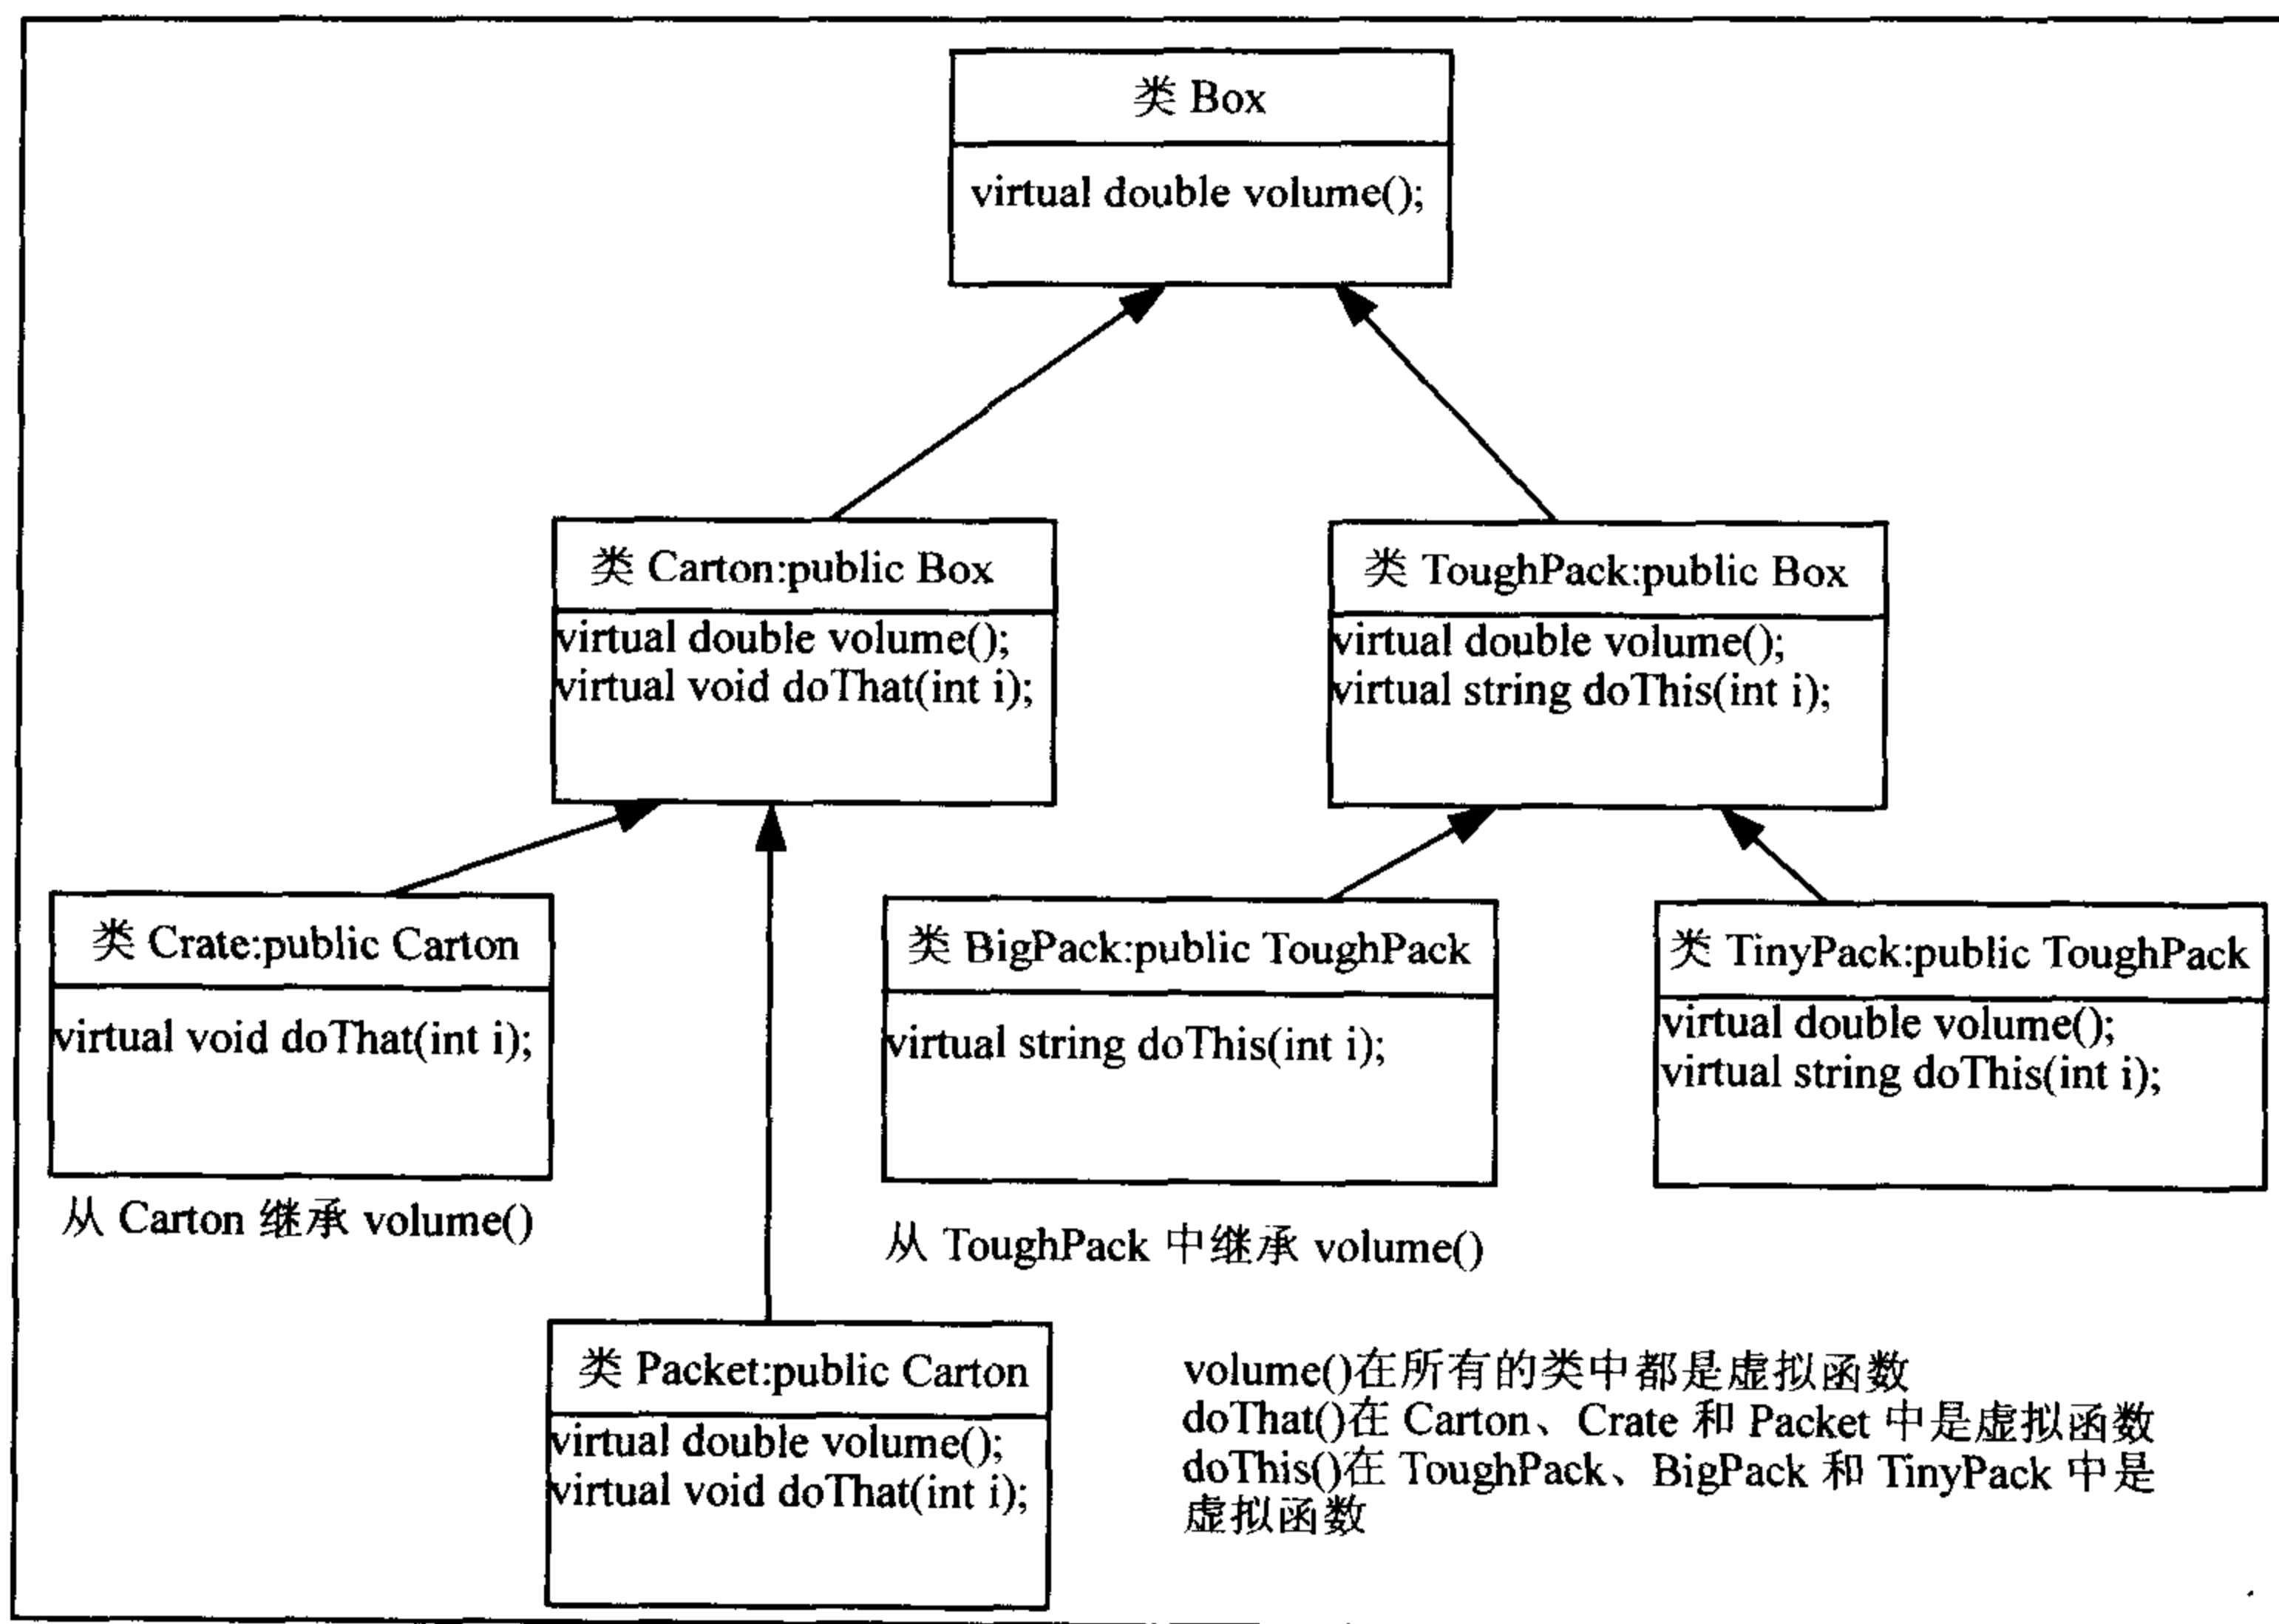 类 Box
virtual double volume();
类 Carton:public Box
virtual double volume();
virtual void doThat(int i);
类 ToughPack:public Box
virtual double volume();
virtual string doThis(int i);
类 Crate:public Carton
virtual void doThat(int i);
从 Carton 继承 volume()
类 BigPack:public ToughPack
virtual string doThis(int i);
从 ToughPack 中继承 volume()
类 TinyPack:public ToughPack
virtual double volume();
virtual string doThis(int i);
类 Packet:public Carton
virtual double volume();
virtual void doThat(int i);
volume()在所有的类中都是虚拟函数
doThat()在 Carton、Crate 和 Packet 中是虚拟函数
doThis()在 ToughPack、BigPack 和 TinyPack 中是
虚拟函数